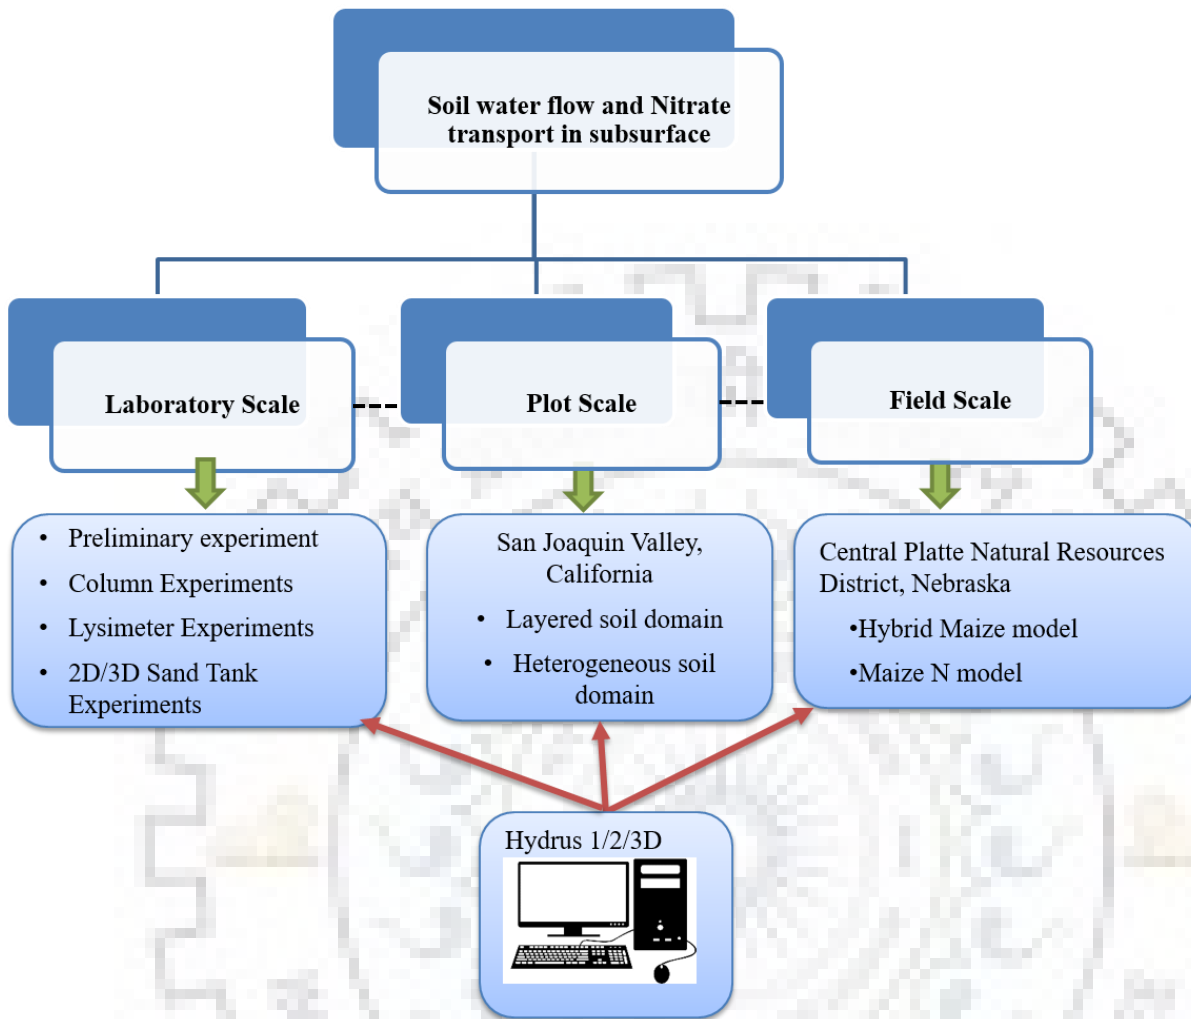 Soil water flow and Nitrate
transport in subsurface
Laboratory Scale
Plot Scale
Field Scale
• Preliminary experiment
• Column Experiments
• Lysimeter Experiments
• 2D/3D Sand Tank
Experiments
San Joaquin Valley,
California
• Layered soil domain
• Heterogeneous soil
domain
Central Platte Natural Resources
District, Nebraska
•Hybrid Maize model
•Maize N model
Hydrus 1/2/3D